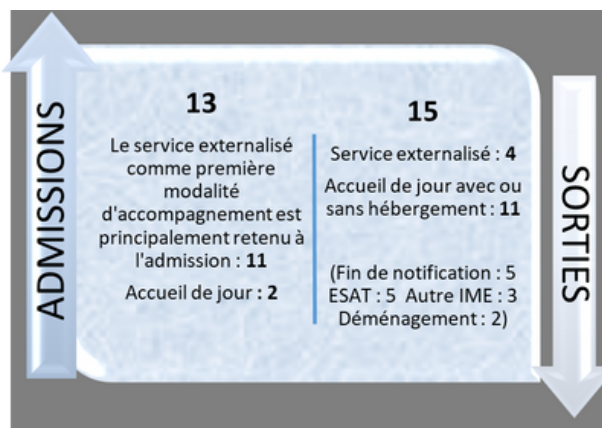 ADMISSIONS
13
Le service externalisé
comme première
modalité
d'accompagnement est
principalement retenu à
l'admission : 11
Accueil de jour : 2
15
Service externalisé : 4
Accueil de jour avec ou
sans hébergement : 11
(Fin de notification : 5
ESAT : 5 Autre IME : 3
Déménagement : 2)
SORTIES